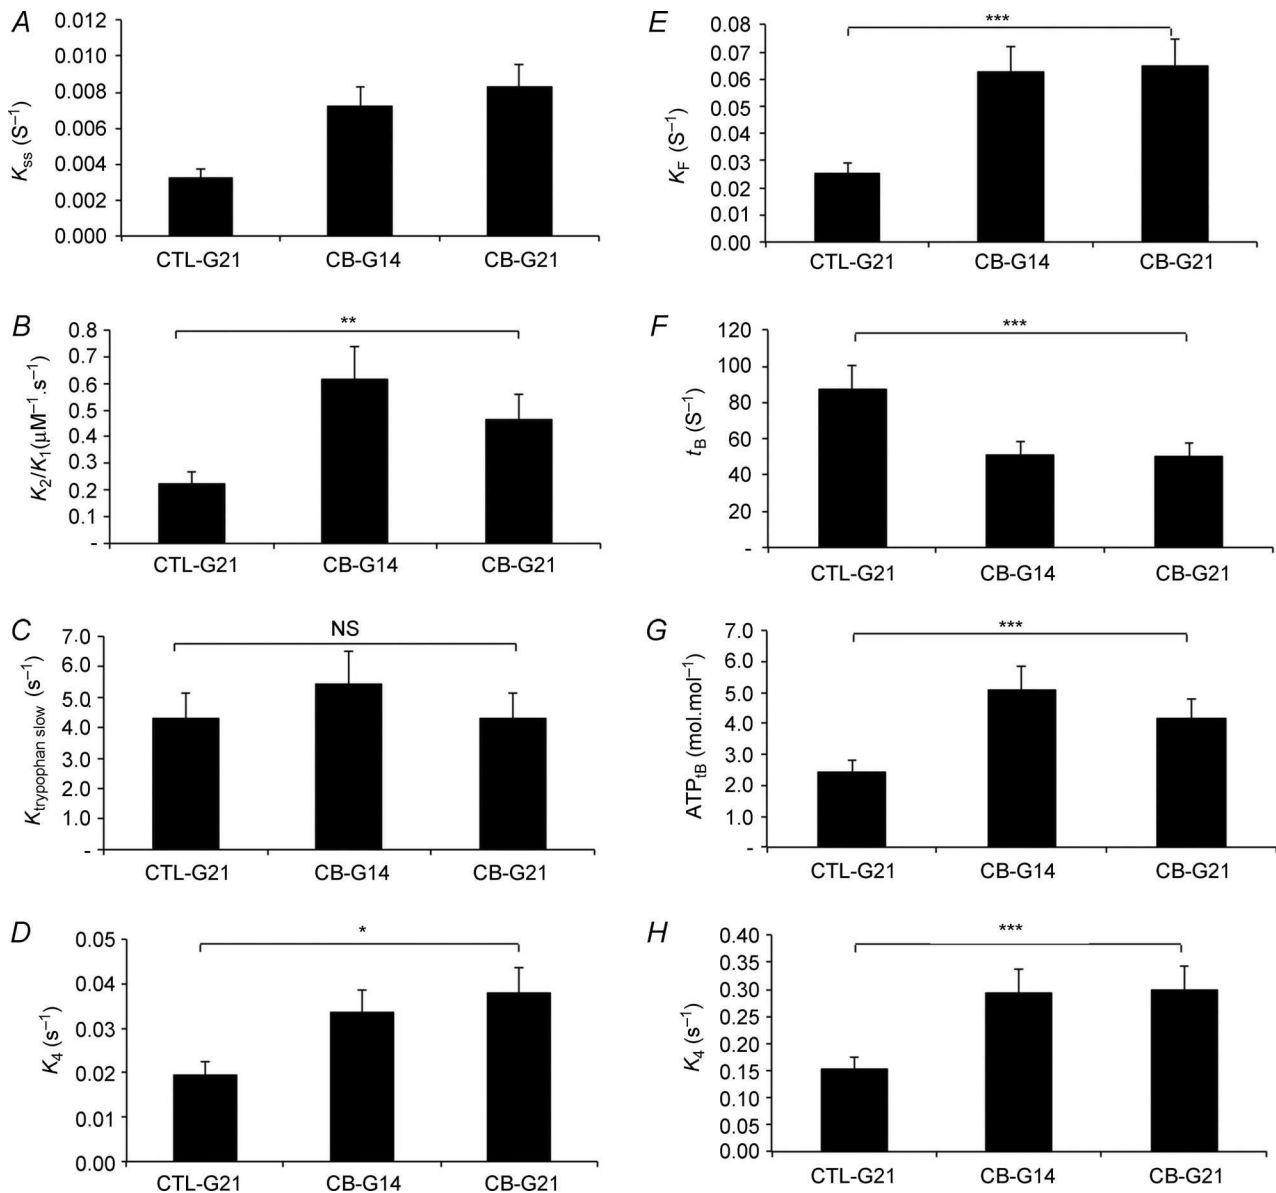 A
0.012
0.010
0.008
0.006
0.004
0.002
0.000
Kss (S⁻¹)
CTL-G21 CB-G14 CB-G21
B
**
0.8
0.7
0.6
0.5
0.4
0.3
0.2
0.1
-
K2/K1(μM⁻¹.s⁻¹)
CTL-G21 CB-G14 CB-G21
C
NS
7.0
6.0
5.0
4.0
3.0
2.0
1.0
-
Ktrypophan slow (s⁻¹)
CTL-G21 CB-G14 CB-G21
D
*
0.05
0.04
0.03
0.02
0.01
0.00
K4 (s⁻¹)
CTL-G21 CB-G14 CB-G21
E
***
0.08
0.07
0.06
0.05
0.04
0.03
0.02
0.01
0.00
KF (S⁻¹)
CTL-G21 CB-G14 CB-G21
F
***
120
100
80
60
40
20
-
tB (S⁻¹)
CTL-G21 CB-G14 CB-G21
G
***
7.0
6.0
5.0
4.0
3.0
2.0
1.0
-
ATPtB (mol.mol⁻¹)
CTL-G21 CB-G14 CB-G21
H
***
0.40
0.35
0.30
0.25
0.20
0.15
0.10
0.05
0.00
K4 (s⁻¹)
CTL-G21 CB-G14 CB-G21